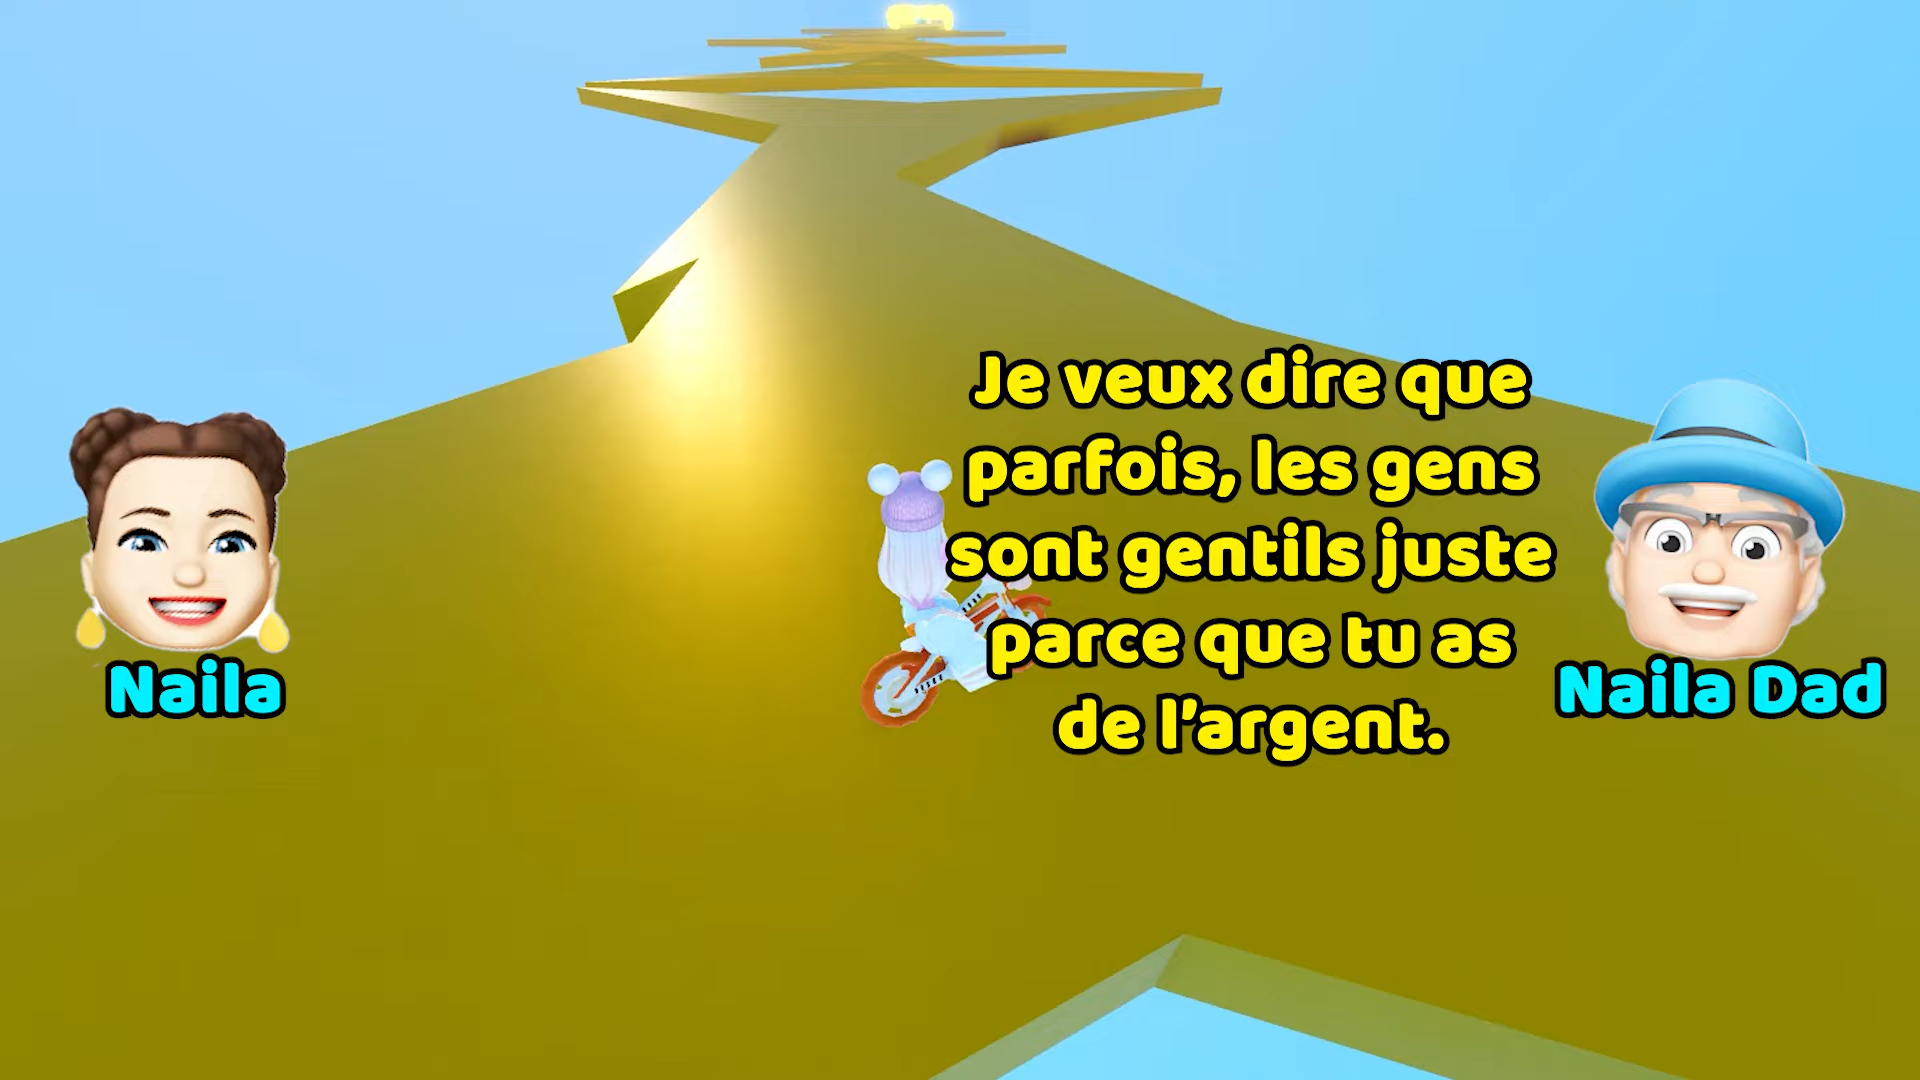 Je veux dire que
parfois, les gens
sont gentils juste
parce que tu as
de l’argent.
Naila
Naila Dad